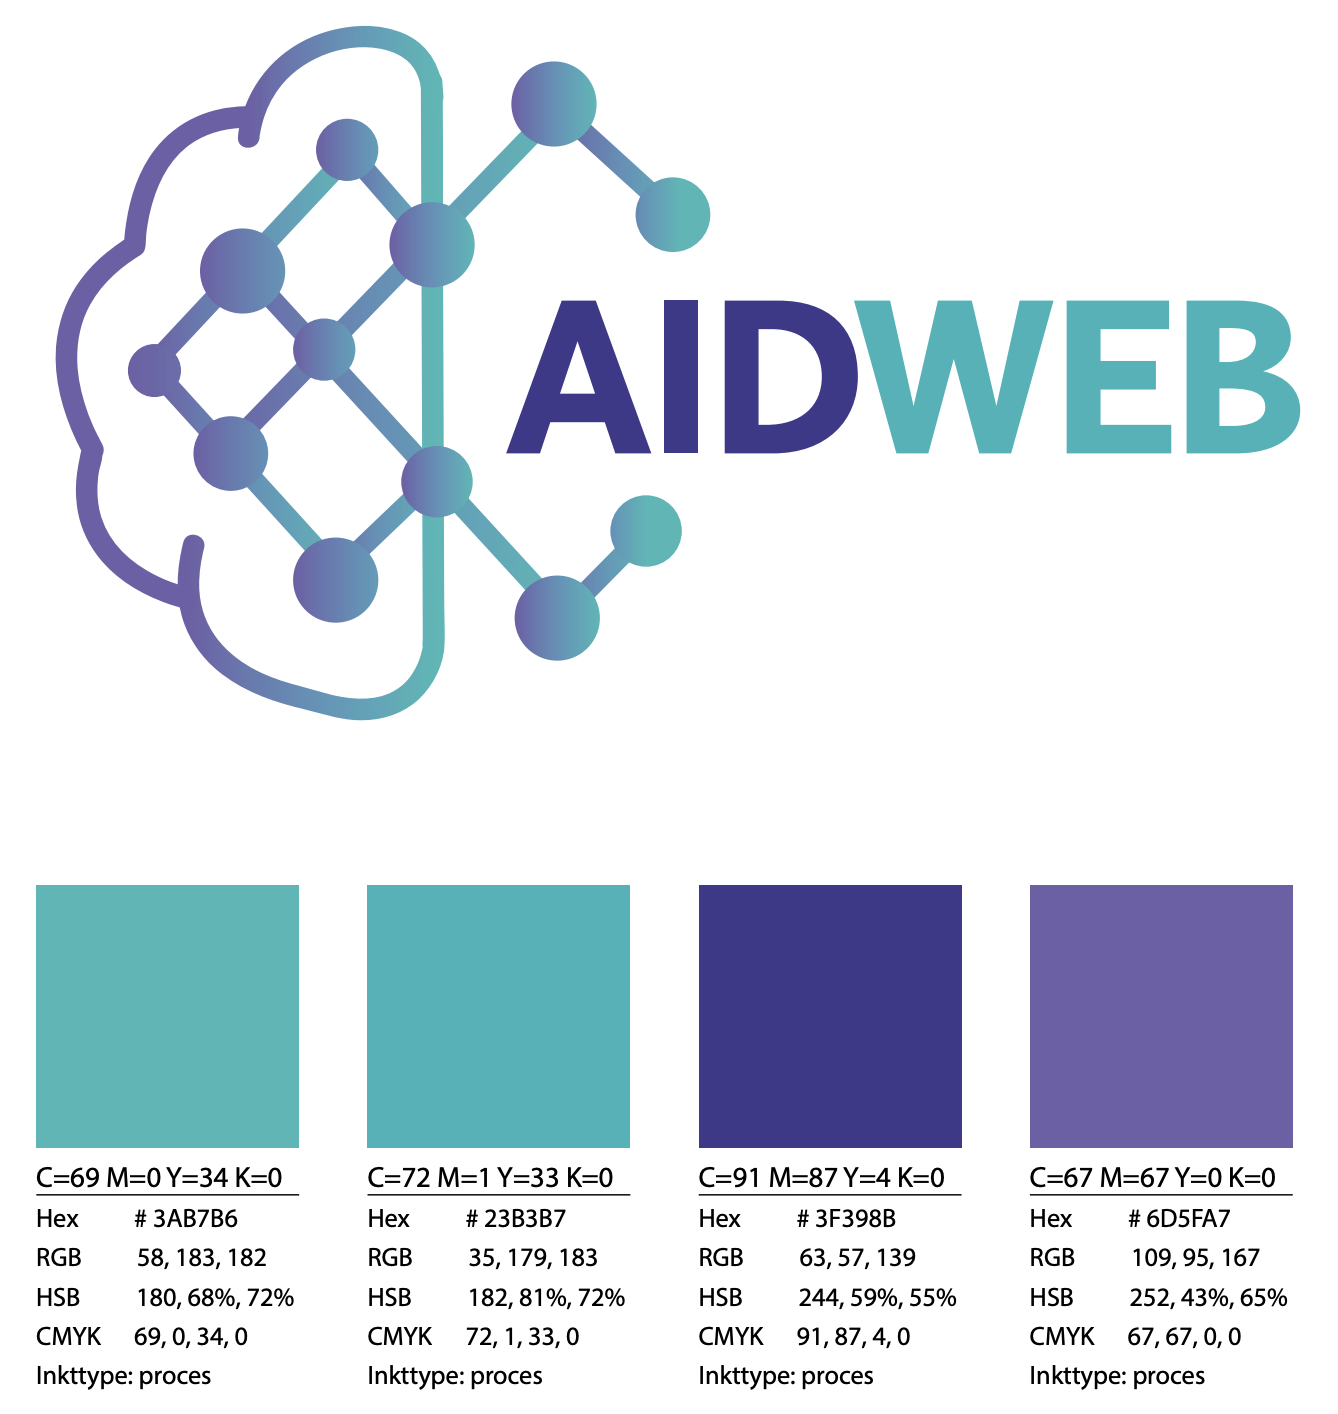 AIDWEB
C=69 M=0 Y=34 K=0
Hex # 3AB7B6
RGB 58, 183, 182
HSB 180, 68%, 72%
CMYK 69, 0, 34, 0
Inkttype: proces
C=72 M=1 Y=33 K=0
Hex # 23B3B7
RGB 35, 179, 183
HSB 182, 81%, 72%
CMYK 72, 1, 33, 0
Inkttype: proces
C=91 M=87 Y=4 K=0
Hex # 3F398B
RGB 63, 57, 139
HSB 244, 59%, 55%
CMYK 91, 87, 4, 0
Inkttype: proces
C=67 M=67 Y=0 K=0
Hex # 6D5FA7
RGB 109, 95, 167
HSB 252, 43%, 65%
CMYK 67, 67, 0, 0
Inkttype: proces